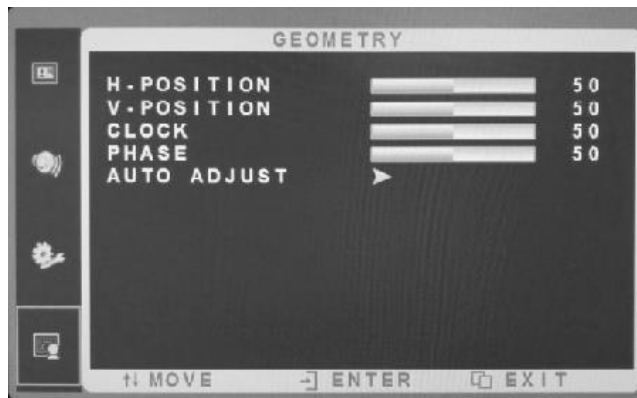 GEOMETRY
H-POSITION 50
V-POSITION 50
CLOCK 50
PHASE 50
AUTO ADJUST
MOVE ENTER EXIT